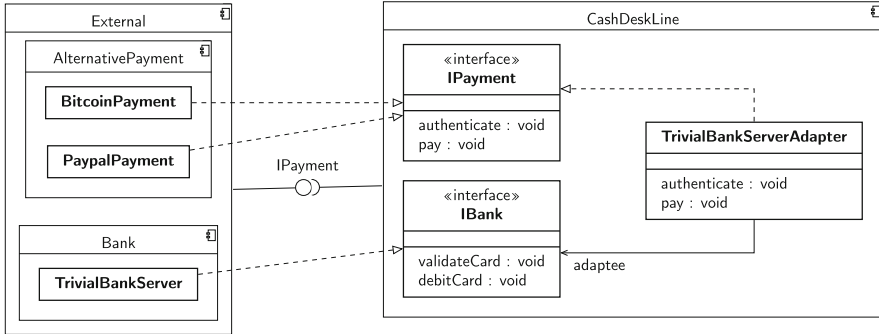 External
AlternativePayment
BitcoinPayment
PaypalPayment
Bank
TrivialBankServer
IPayment
CashDeskLine
«interface»
IPayment
authenticate : void
pay : void
«interface»
IBank
validateCard : void
debitCard : void
TrivialBankServerAdapter
authenticate : void
pay : void
adaptee